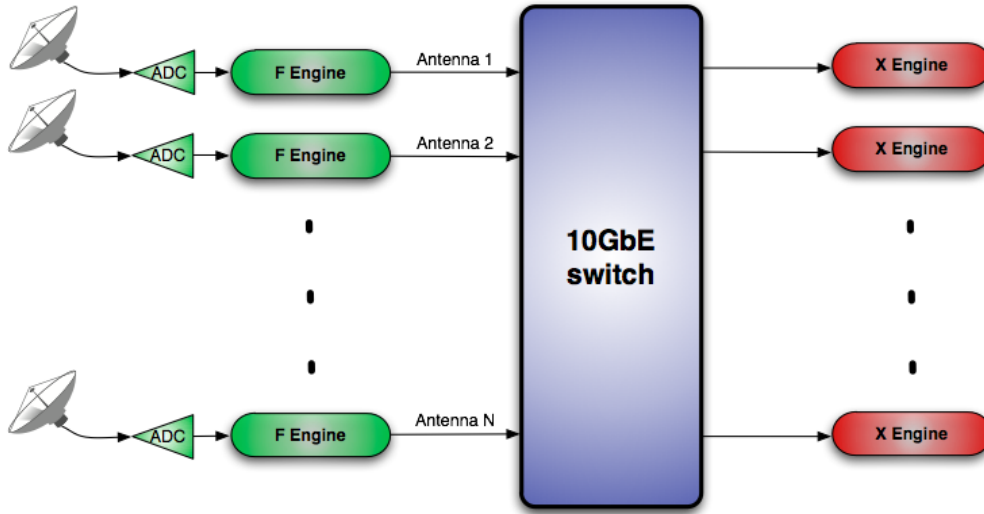 ADC
F Engine
Antenna 1
X Engine
ADC
F Engine
Antenna 2
X Engine
10GbE
switch
ADC
F Engine
Antenna N
X Engine